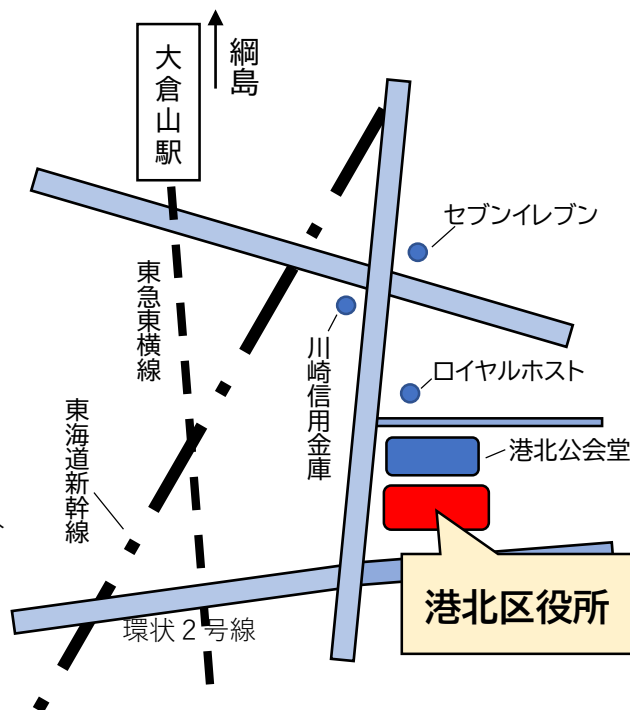 大倉山駅
綱島
セブンイレブン
東急東横線
川崎信用金庫
ロイヤルホスト
東海道新幹線
港北公会堂
港北区役所
環状２号線